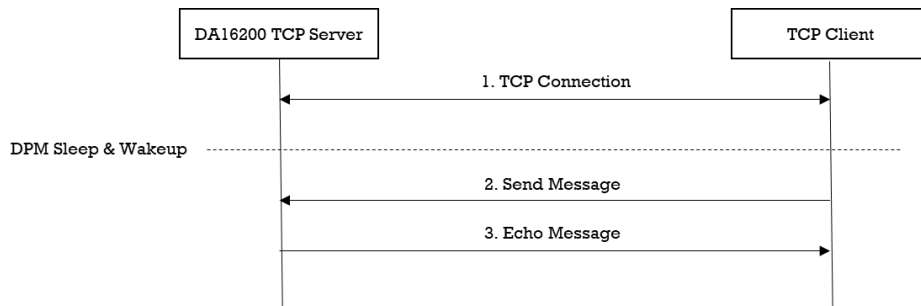 DA16200 TCP Server
TCP Client
1. TCP Connection
DPM Sleep & Wakeup
2. Send Message
3. Echo Message